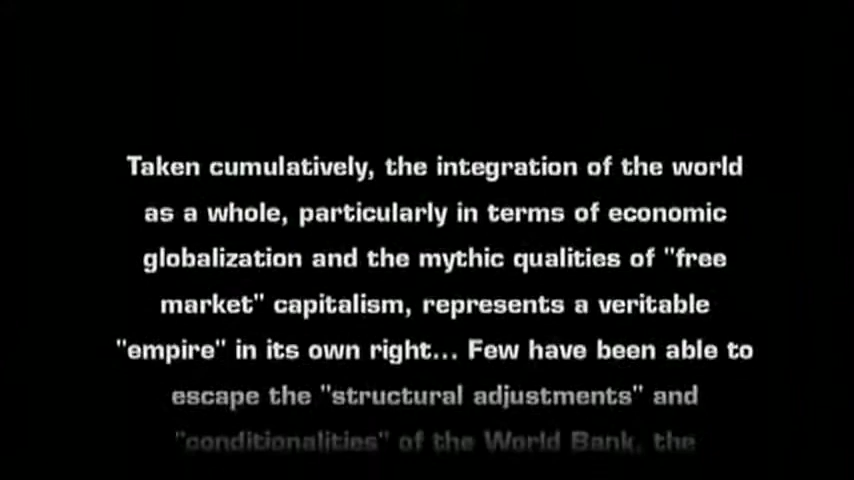 Taken cumulatively, the integration of the world
as a whole, particularly in terms of economic
globalization and the mythic qualities of "free
market" capitalism, represents a veritable
"empire" in its own right... Few have been able to
escape the "structural adjustments" and
"conditionalities" of the World Bank, the